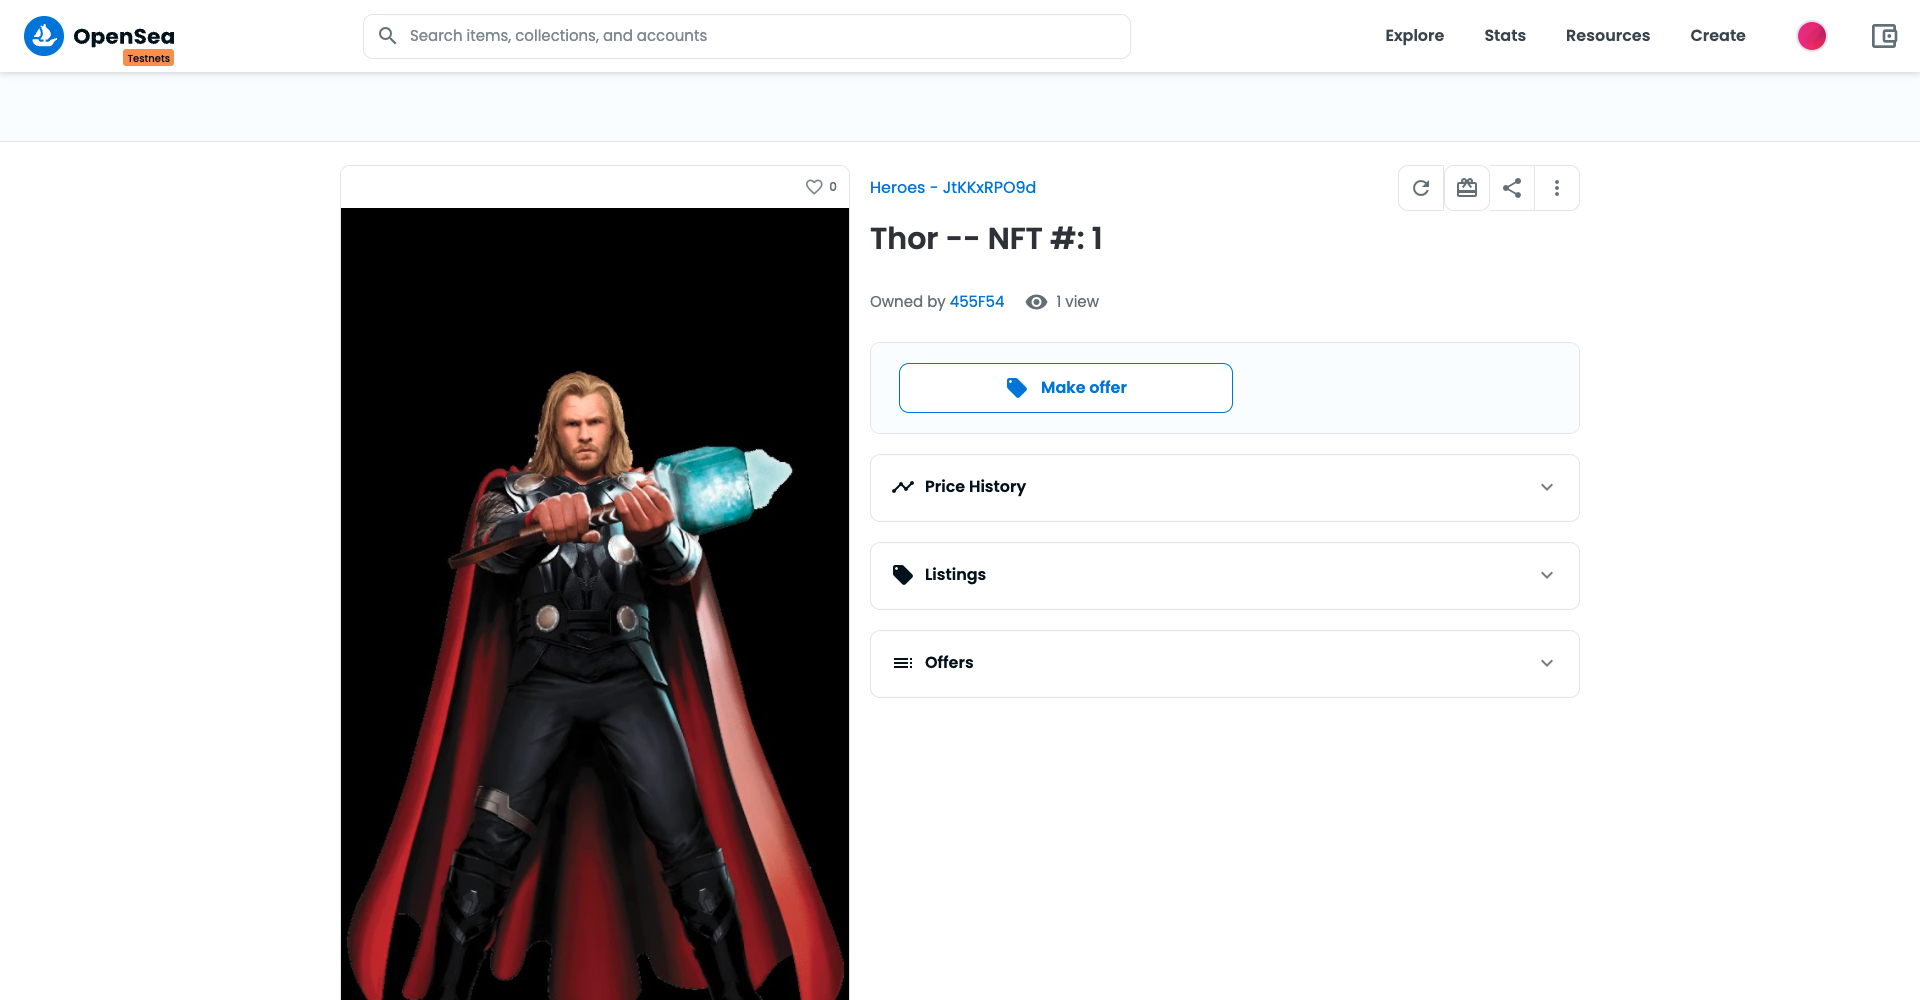 OpenSea
Testnets
Search items, collections, and accounts
Explore
Stats
Resources
Create
0
Heroes - JtKKxRPO9d
Thor -- NFT #: 1
Owned by 455F54
1 view
Make offer
Price History
Listings
Offers